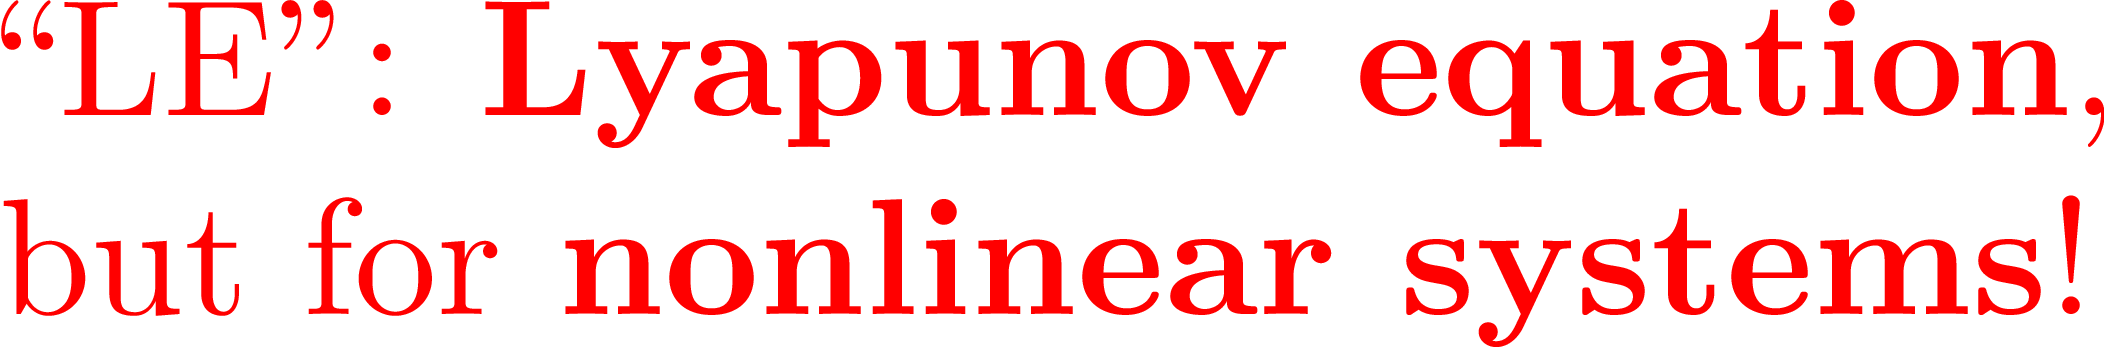 “LE”: Lyapunov equation,
but for nonlinear systems!